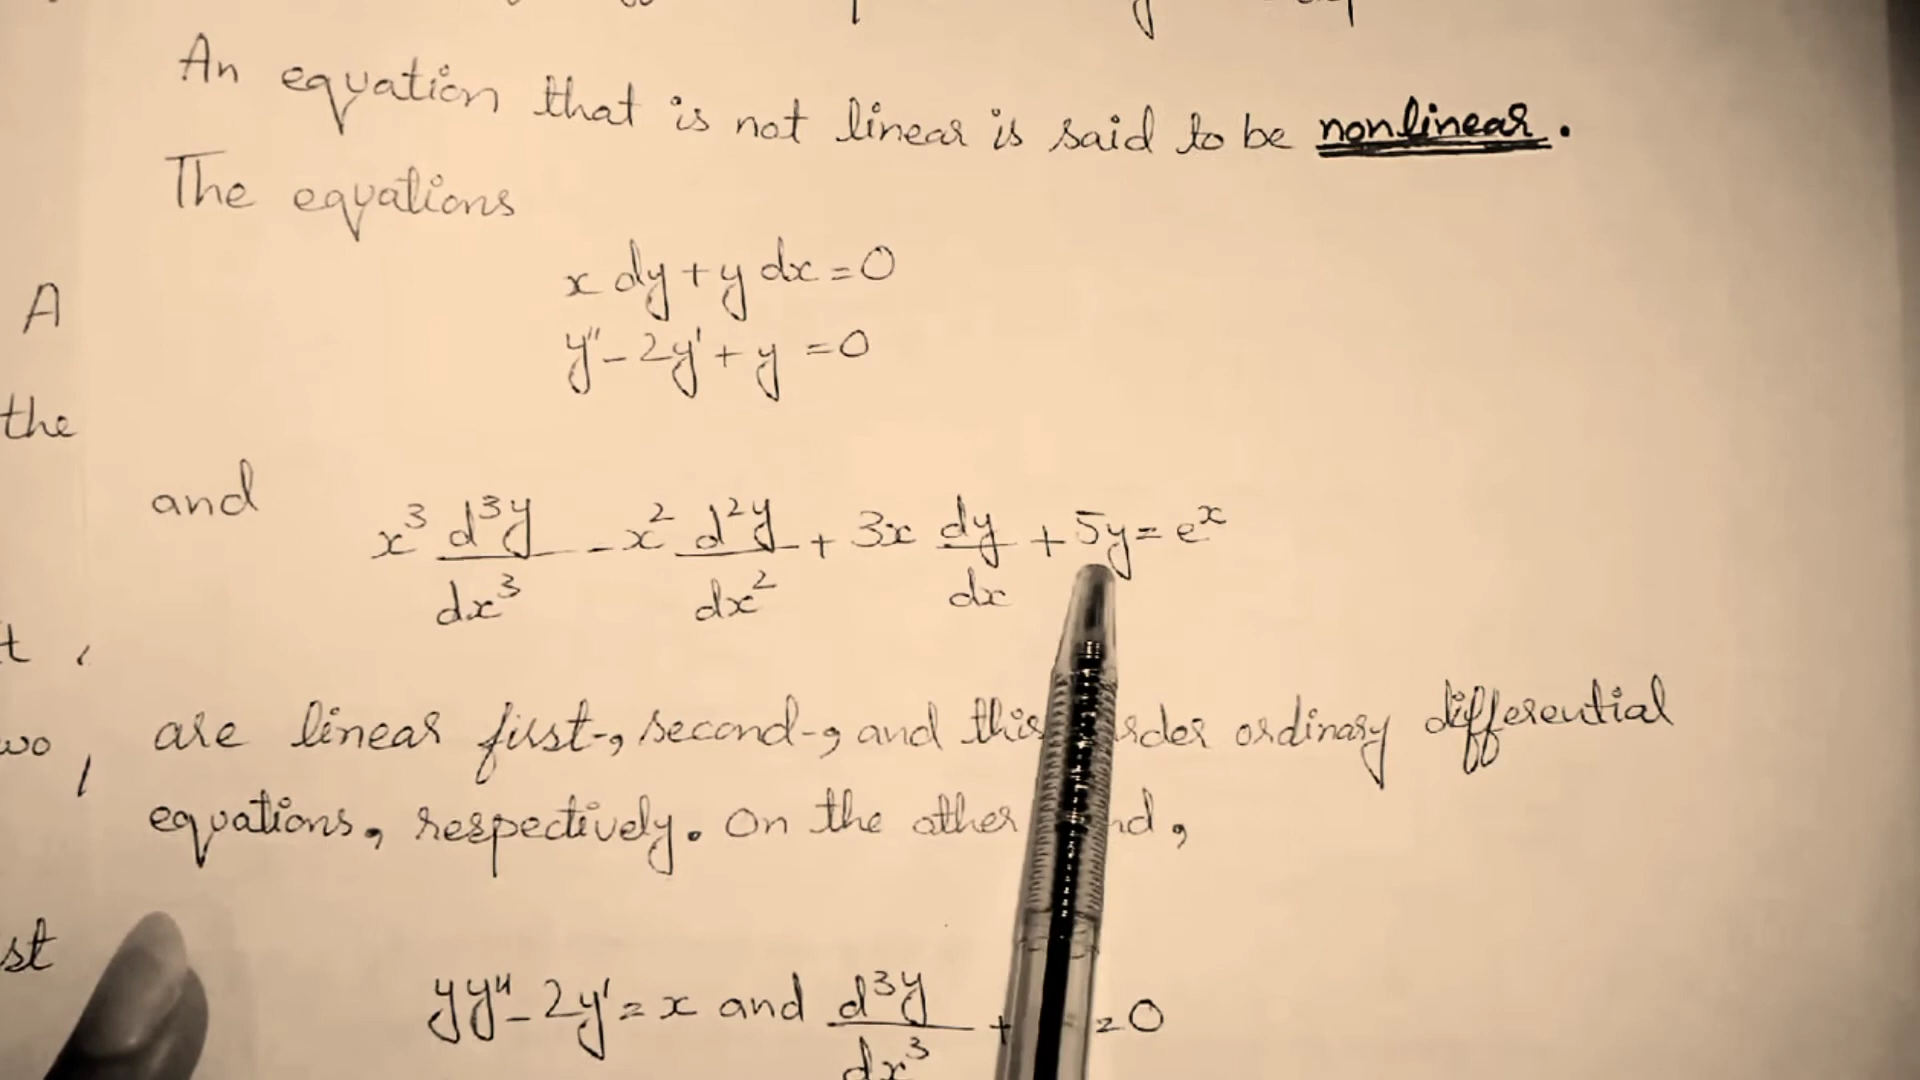 An equation that is not linear is said to be nonlinear.
The equations
x dy + y dx = 0
y'' - 2y' + y = 0
A
the
and
x³ d³y/dx³ - x² d²y/dx² + 3x dy/dx + 5y = eˣ
t,
wo,
are linear first-, second-, and order ordinary differential
equations, respectively. On the other
,
st
yy'' - 2y' = x and d³y/dx³ + = 0